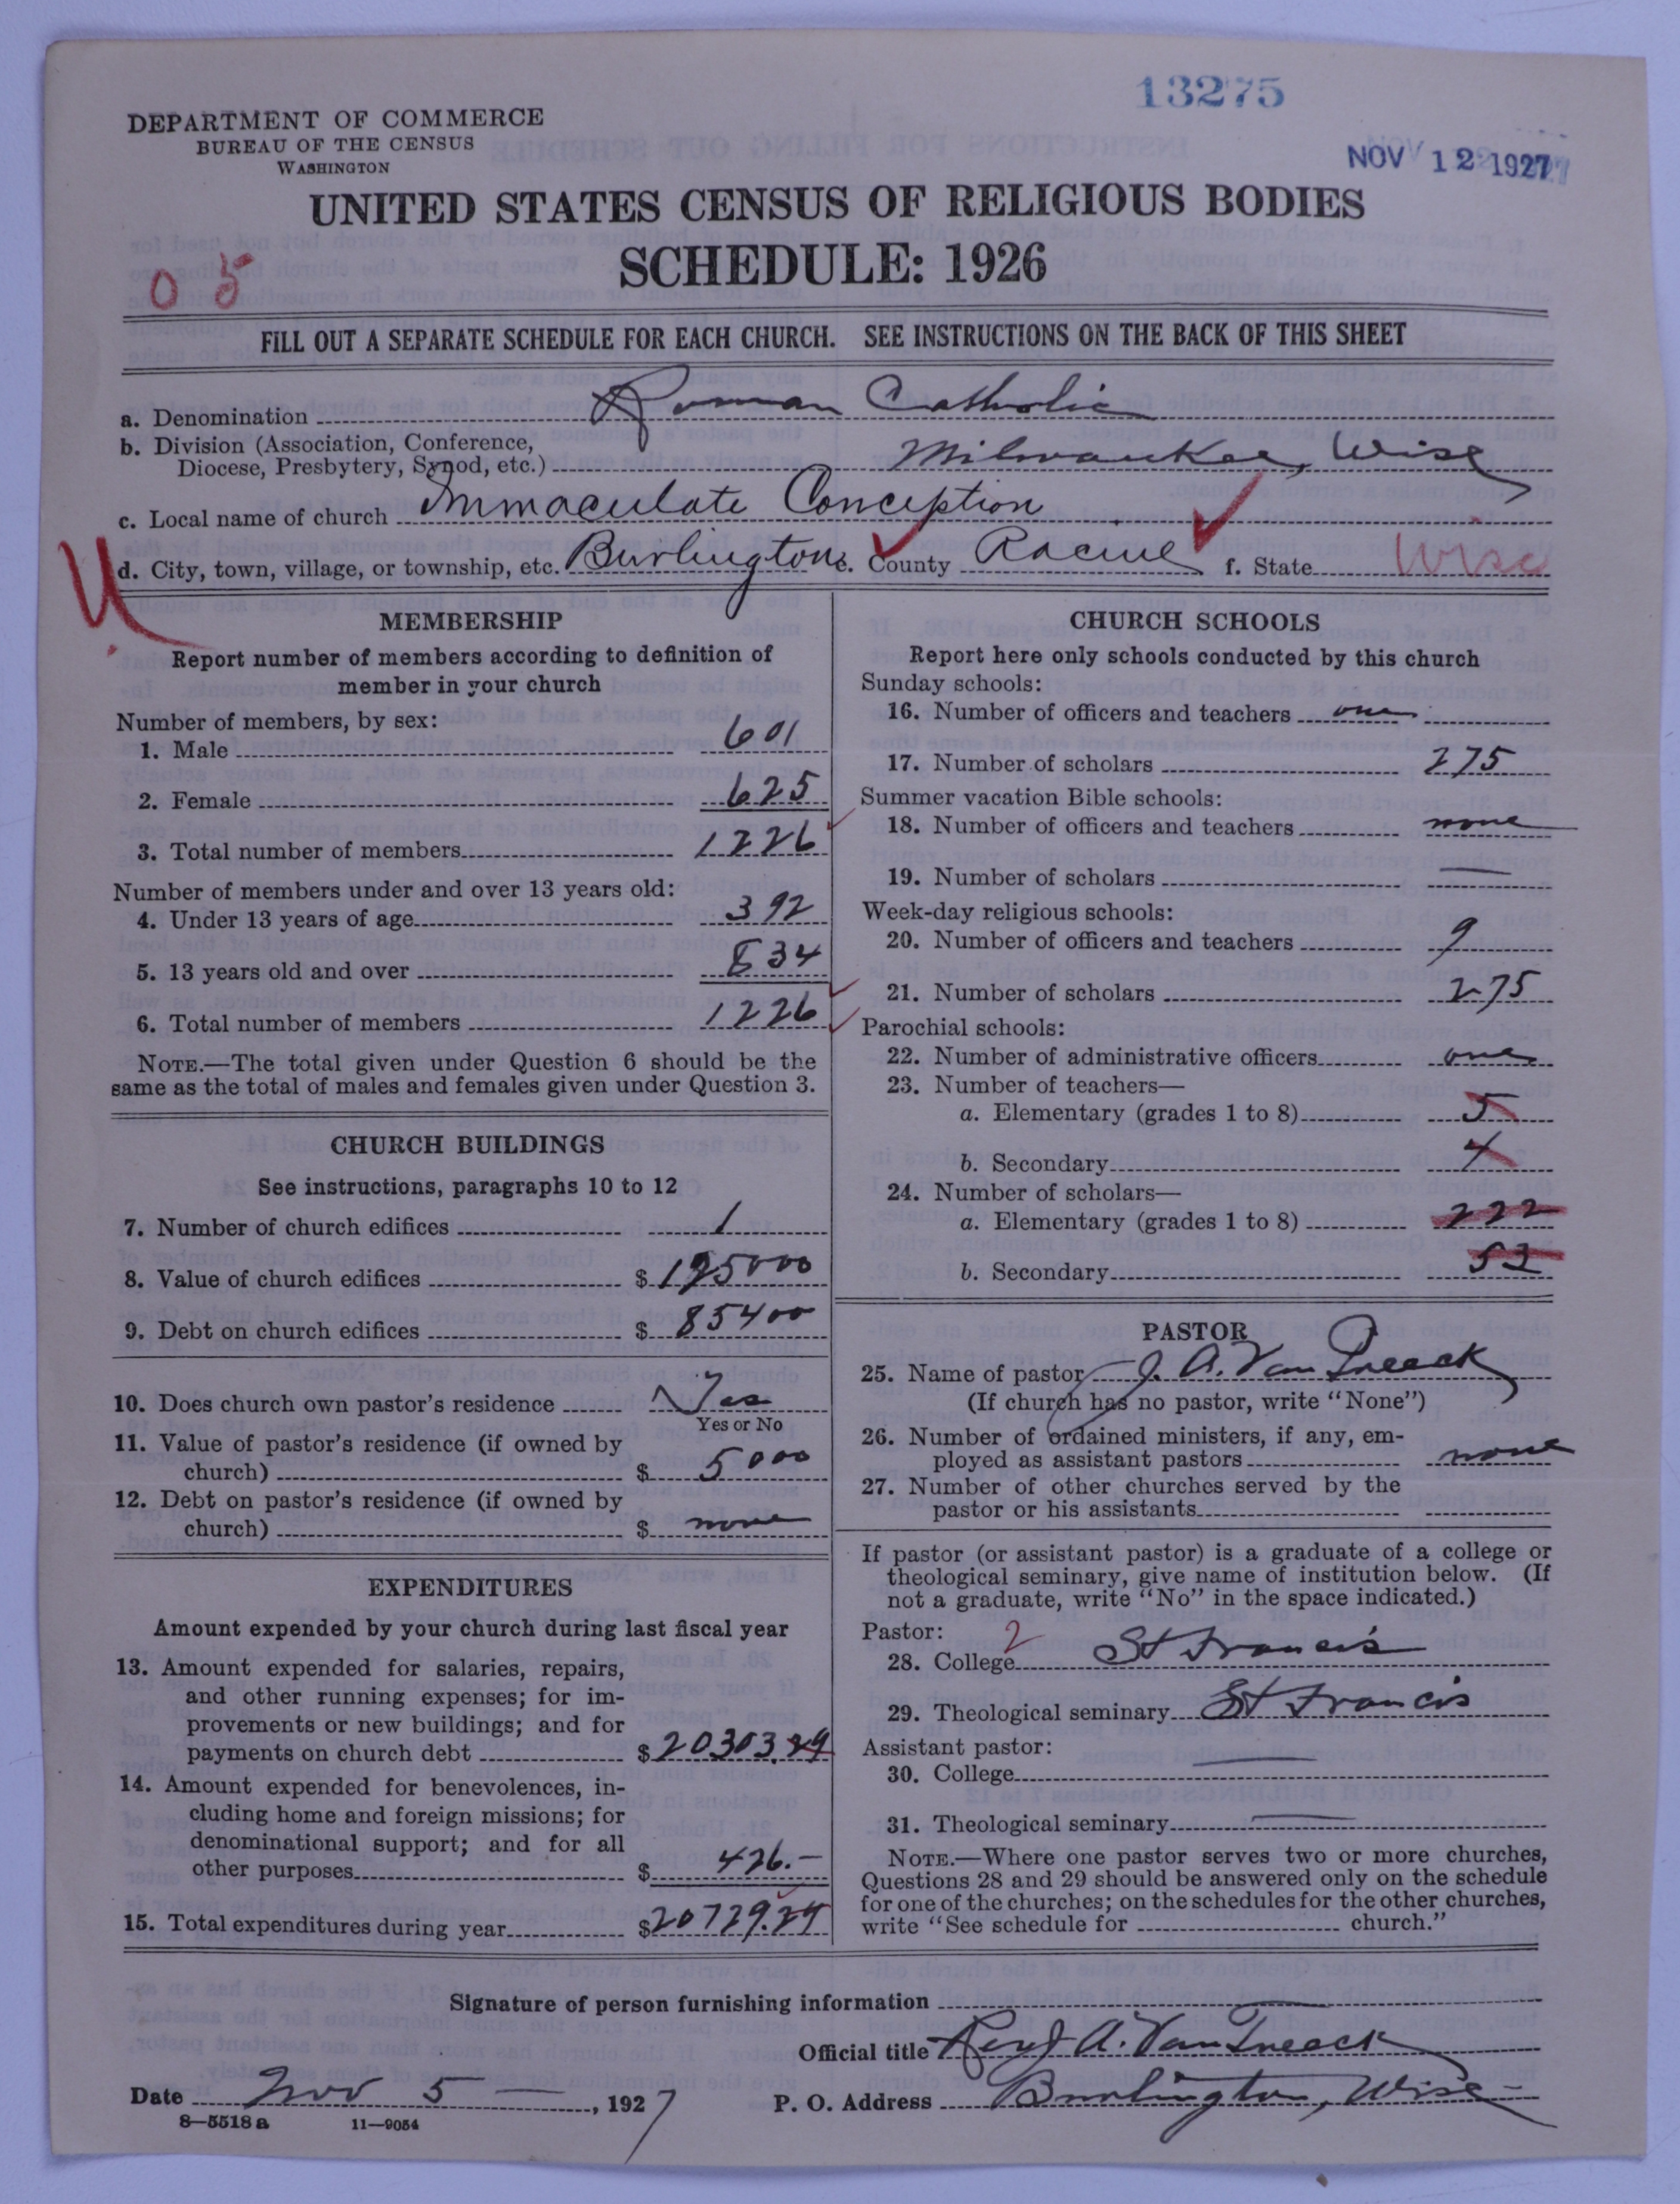 13275
DEPARTMENT OF COMMERCE
BUREAU OF THE CENSUS
WASHINGTON
NOV 12 1927
UNITED STATES CENSUS OF RELIGIOUS BODIES
SCHEDULE: 1926
0 5
FILL OUT A SEPARATE SCHEDULE FOR EACH CHURCH. SEE INSTRUCTIONS ON THE BACK OF THIS SHEET
a. Denomination Roman Catholic
b. Division (Association, Conference,
Diocese, Presbytery, Synod, etc.) Milwaukee, Wisc
c. Local name of church Immaculate Conception
d. City, town, village, or township, etc. Burlington e. County Racine f. State Wisc
MEMBERSHIP
Report number of members according to definition of
member in your church
Number of members, by sex:
1. Male 601
2. Female 625
3. Total number of members 1226
Number of members under and over 13 years old:
4. Under 13 years of age 392
5. 13 years old and over 834
6. Total number of members 1226
NOTE.—The total given under Question 6 should be the
same as the total of males and females given under Question 3.
CHURCH BUILDINGS
See instructions, paragraphs 10 to 12
7. Number of church edifices 1
8. Value of church edifices $ 195000
9. Debt on church edifices $ 85400
10. Does church own pastor's residence Yes
Yes or No
11. Value of pastor's residence (if owned by
church) $ 5000
12. Debt on pastor's residence (if owned by
church) $ none
EXPENDITURES
Amount expended by your church during last fiscal year
13. Amount expended for salaries, repairs,
and other running expenses; for im-
provements or new buildings; and for
payments on church debt $ 20303.29
14. Amount expended for benevolences, in-
cluding home and foreign missions; for
denominational support; and for all
other purposes $ 426.—
15. Total expenditures during year $ 20729.29
CHURCH SCHOOLS
Report here only schools conducted by this church
Sunday schools:
16. Number of officers and teachers one
17. Number of scholars 275
Summer vacation Bible schools:
18. Number of officers and teachers none
19. Number of scholars —
Week-day religious schools:
20. Number of officers and teachers 9
21. Number of scholars 275
Parochial schools:
22. Number of administrative officers one
23. Number of teachers—
a. Elementary (grades 1 to 8) 5
b. Secondary 4
24. Number of scholars—
a. Elementary (grades 1 to 8) 222
b. Secondary 53
PASTOR
25. Name of pastor J. A. Van Treeck
(If church has no pastor, write "None")
26. Number of ordained ministers, if any, em-
ployed as assistant pastors none
27. Number of other churches served by the
pastor or his assistants
If pastor (or assistant pastor) is a graduate of a college or
theological seminary, give name of institution below. (If
not a graduate, write "No" in the space indicated.)
Pastor: 2
28. College St Francis
29. Theological seminary St Francis
Assistant pastor:
30. College —
31. Theological seminary —
NOTE.—Where one pastor serves two or more churches,
Questions 28 and 29 should be answered only on the schedule
for one of the churches; on the schedules for the other churches,
write "See schedule for church."
Signature of person furnishing information
Official title Rev J. A. Van Treeck
Date Nov 5 —, 1927
P. O. Address Burlington, Wisc
8—5518 a 11—9054